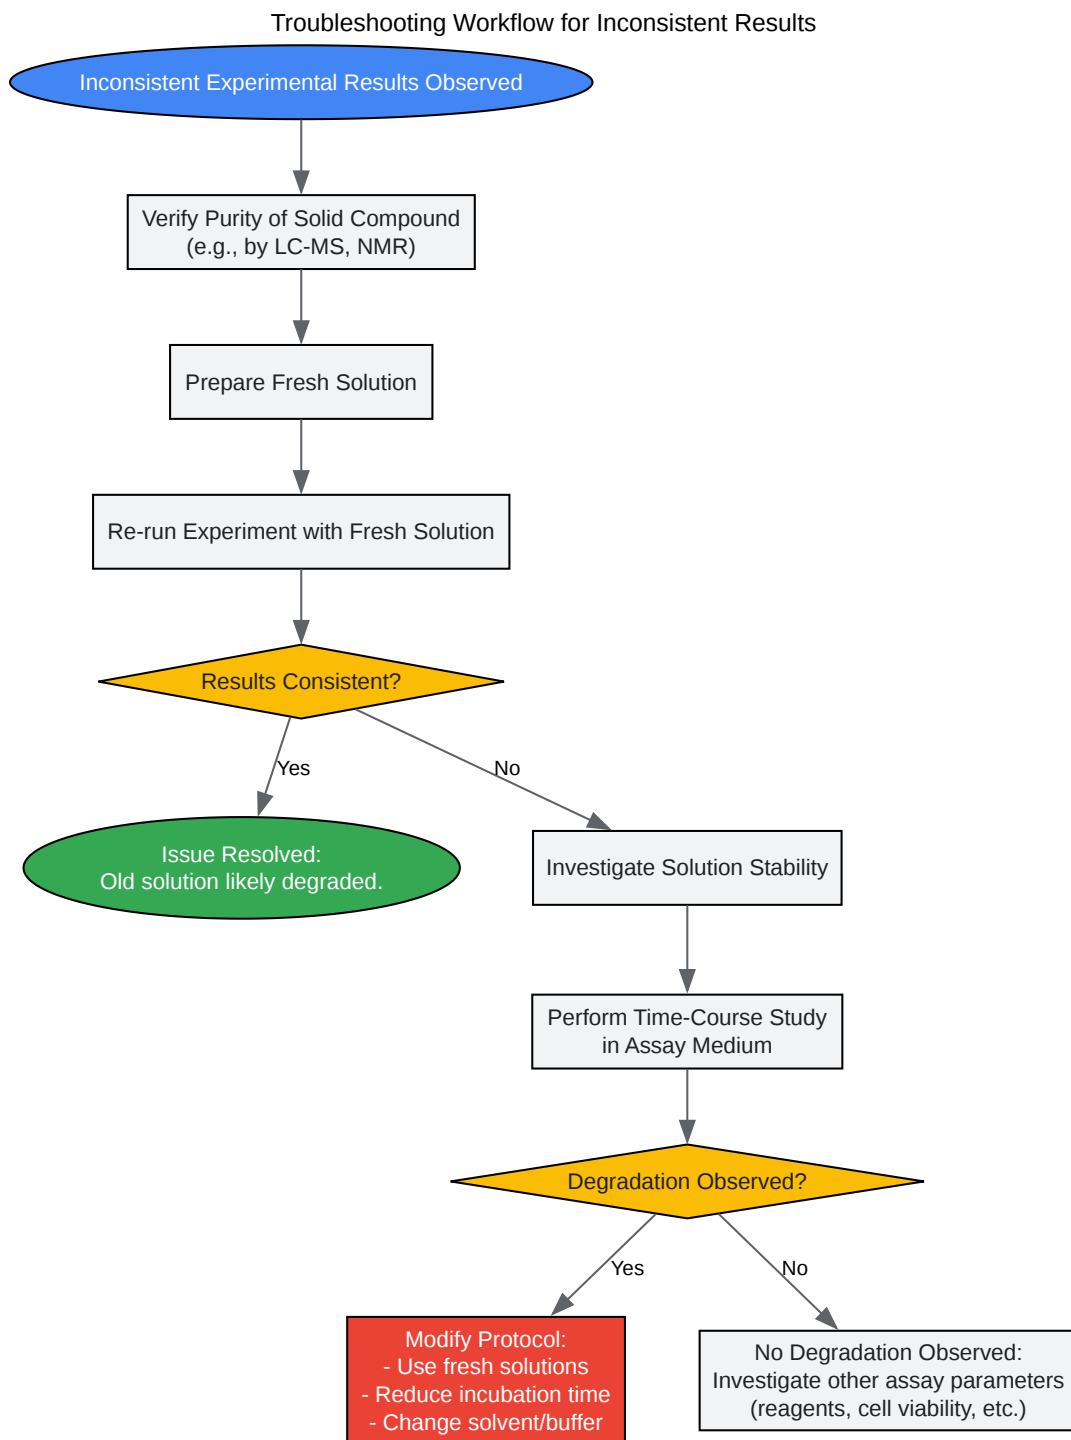 Troubleshooting Workflow for Inconsistent Results
Inconsistent Experimental Results Observed
Verify Purity of Solid Compound
(e.g., by LC-MS, NMR)
Prepare Fresh Solution
Re-run Experiment with Fresh Solution
Results Consistent?
Yes
No
Issue Resolved:
Old solution likely degraded.
Investigate Solution Stability
Perform Time-Course Study
in Assay Medium
Degradation Observed?
Yes
No
Modify Protocol:
- Use fresh solutions
- Reduce incubation time
- Change solvent/buffer
No Degradation Observed:
Investigate other assay parameters
(reagents, cell viability, etc.)